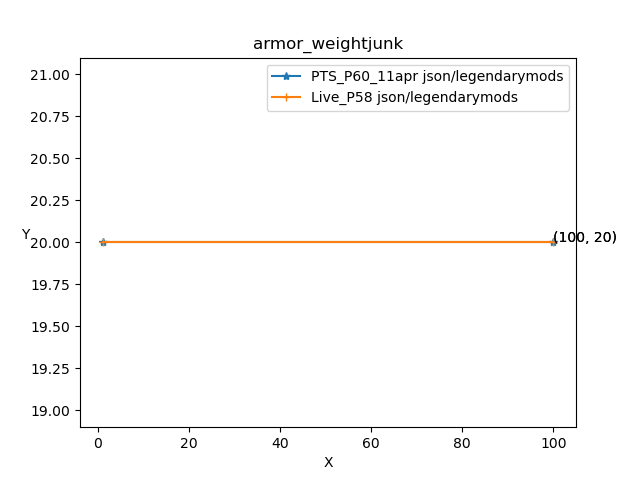 armor_weightjunk
PTS_P60_11apr json/legendarymods
Live_P58 json/legendarymods
21.00
20.75
20.50
20.25
Y
20.00
(100, 20)
19.75
19.50
19.25
19.00
0 20 40 60 80 100
X